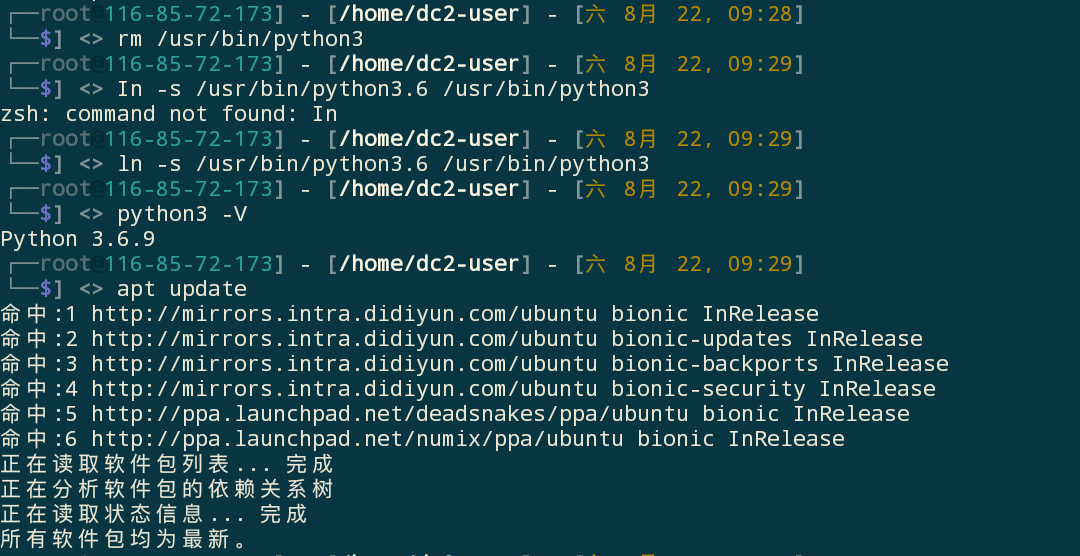 ┌──root@116-85-72-173] - [/home/dc2-user] - [六 8月 22, 09:28]
└──$] <> rm /usr/bin/python3
┌──root@116-85-72-173] - [/home/dc2-user] - [六 8月 22, 09:29]
└──$] <> In -s /usr/bin/python3.6 /usr/bin/python3
zsh: command not found: In
┌──root@116-85-72-173] - [/home/dc2-user] - [六 8月 22, 09:29]
└──$] <> ln -s /usr/bin/python3.6 /usr/bin/python3
┌──root@116-85-72-173] - [/home/dc2-user] - [六 8月 22, 09:29]
└──$] <> python3 -V
Python 3.6.9
┌──root@116-85-72-173] - [/home/dc2-user] - [六 8月 22, 09:29]
└──$] <> apt update
命中:1 http://mirrors.intra.didiyun.com/ubuntu bionic InRelease
命中:2 http://mirrors.intra.didiyun.com/ubuntu bionic-updates InRelease
命中:3 http://mirrors.intra.didiyun.com/ubuntu bionic-backports InRelease
命中:4 http://mirrors.intra.didiyun.com/ubuntu bionic-security InRelease
命中:5 http://ppa.launchpad.net/deadsnakes/ppa/ubuntu bionic InRelease
命中:6 http://ppa.launchpad.net/numix/ppa/ubuntu bionic InRelease
正在读取软件包列表... 完成
正在分析软件包的依赖关系树
正在读取状态信息... 完成
所有软件包均为最新。